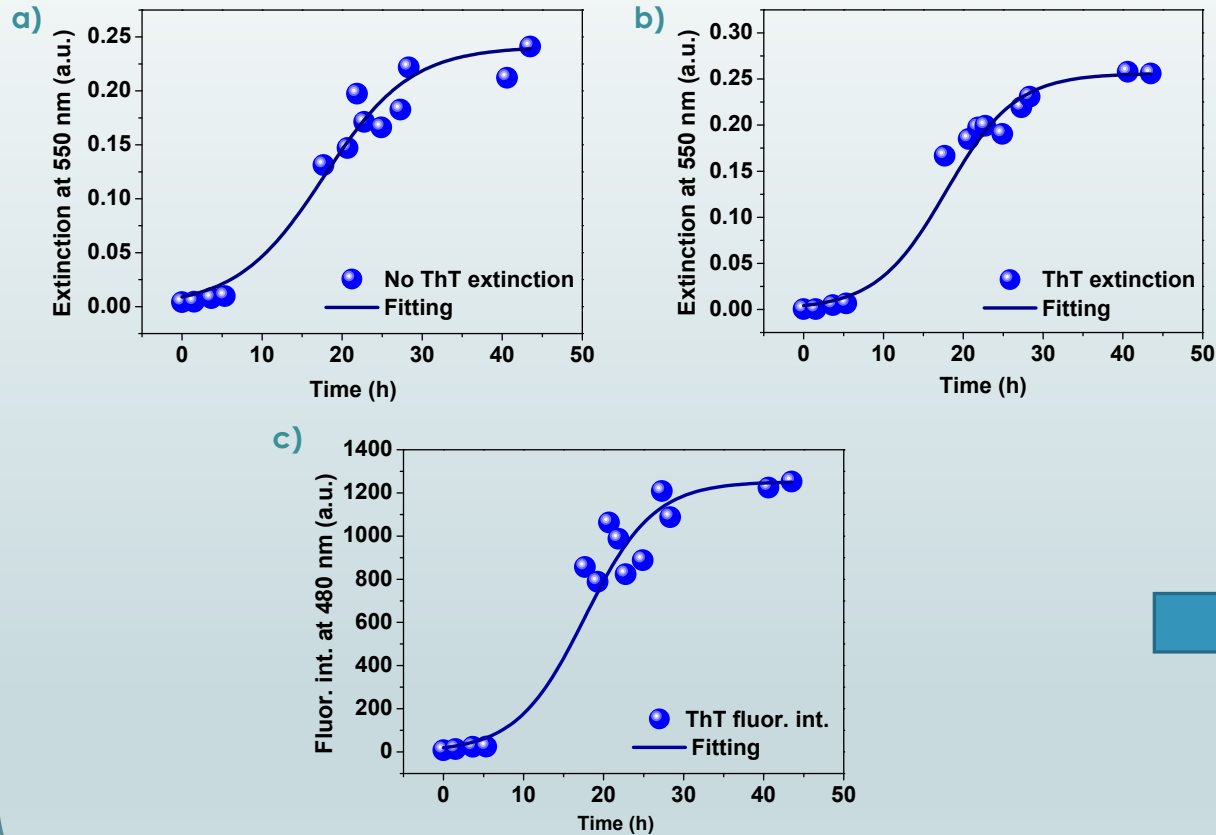 a)
Extinction at 550 nm (a.u.)
0.25
0.20
0.15
0.10
0.05
0.00
No ThT extinction
Fitting
0 10 20 30 40 50
Time (h)
b)
Extinction at 550 nm (a.u.)
0.30
0.25
0.20
0.15
0.10
0.05
0.00
ThT extinction
Fitting
0 10 20 30 40 50
Time (h)
c)
Fluor. int. at 480 nm (a.u.)
1400
1200
1000
800
600
400
200
0
ThT fluor. int.
Fitting
0 10 20 30 40 50
Time (h)